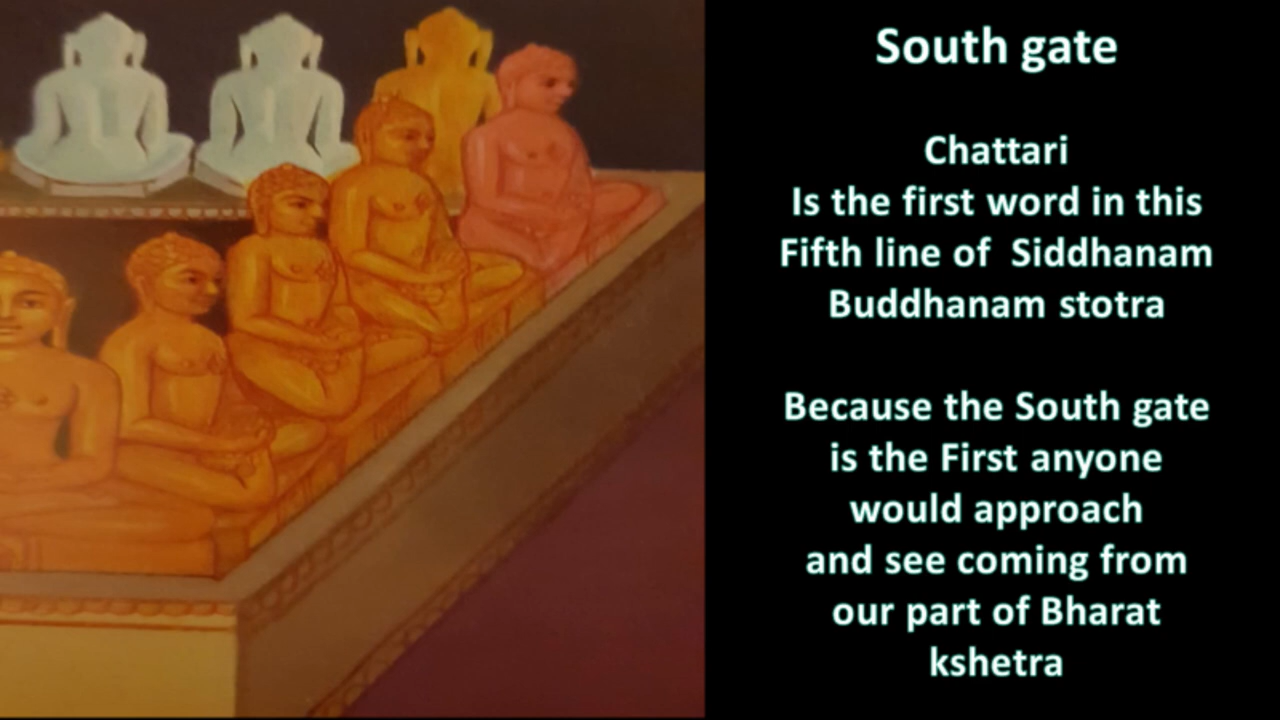 South gate
Chattari
Is the first word in this
Fifth line of Siddhanam
Buddhanam stotra
Because the South gate
is the First anyone
would approach
and see coming from
our part of Bharat
kshetra